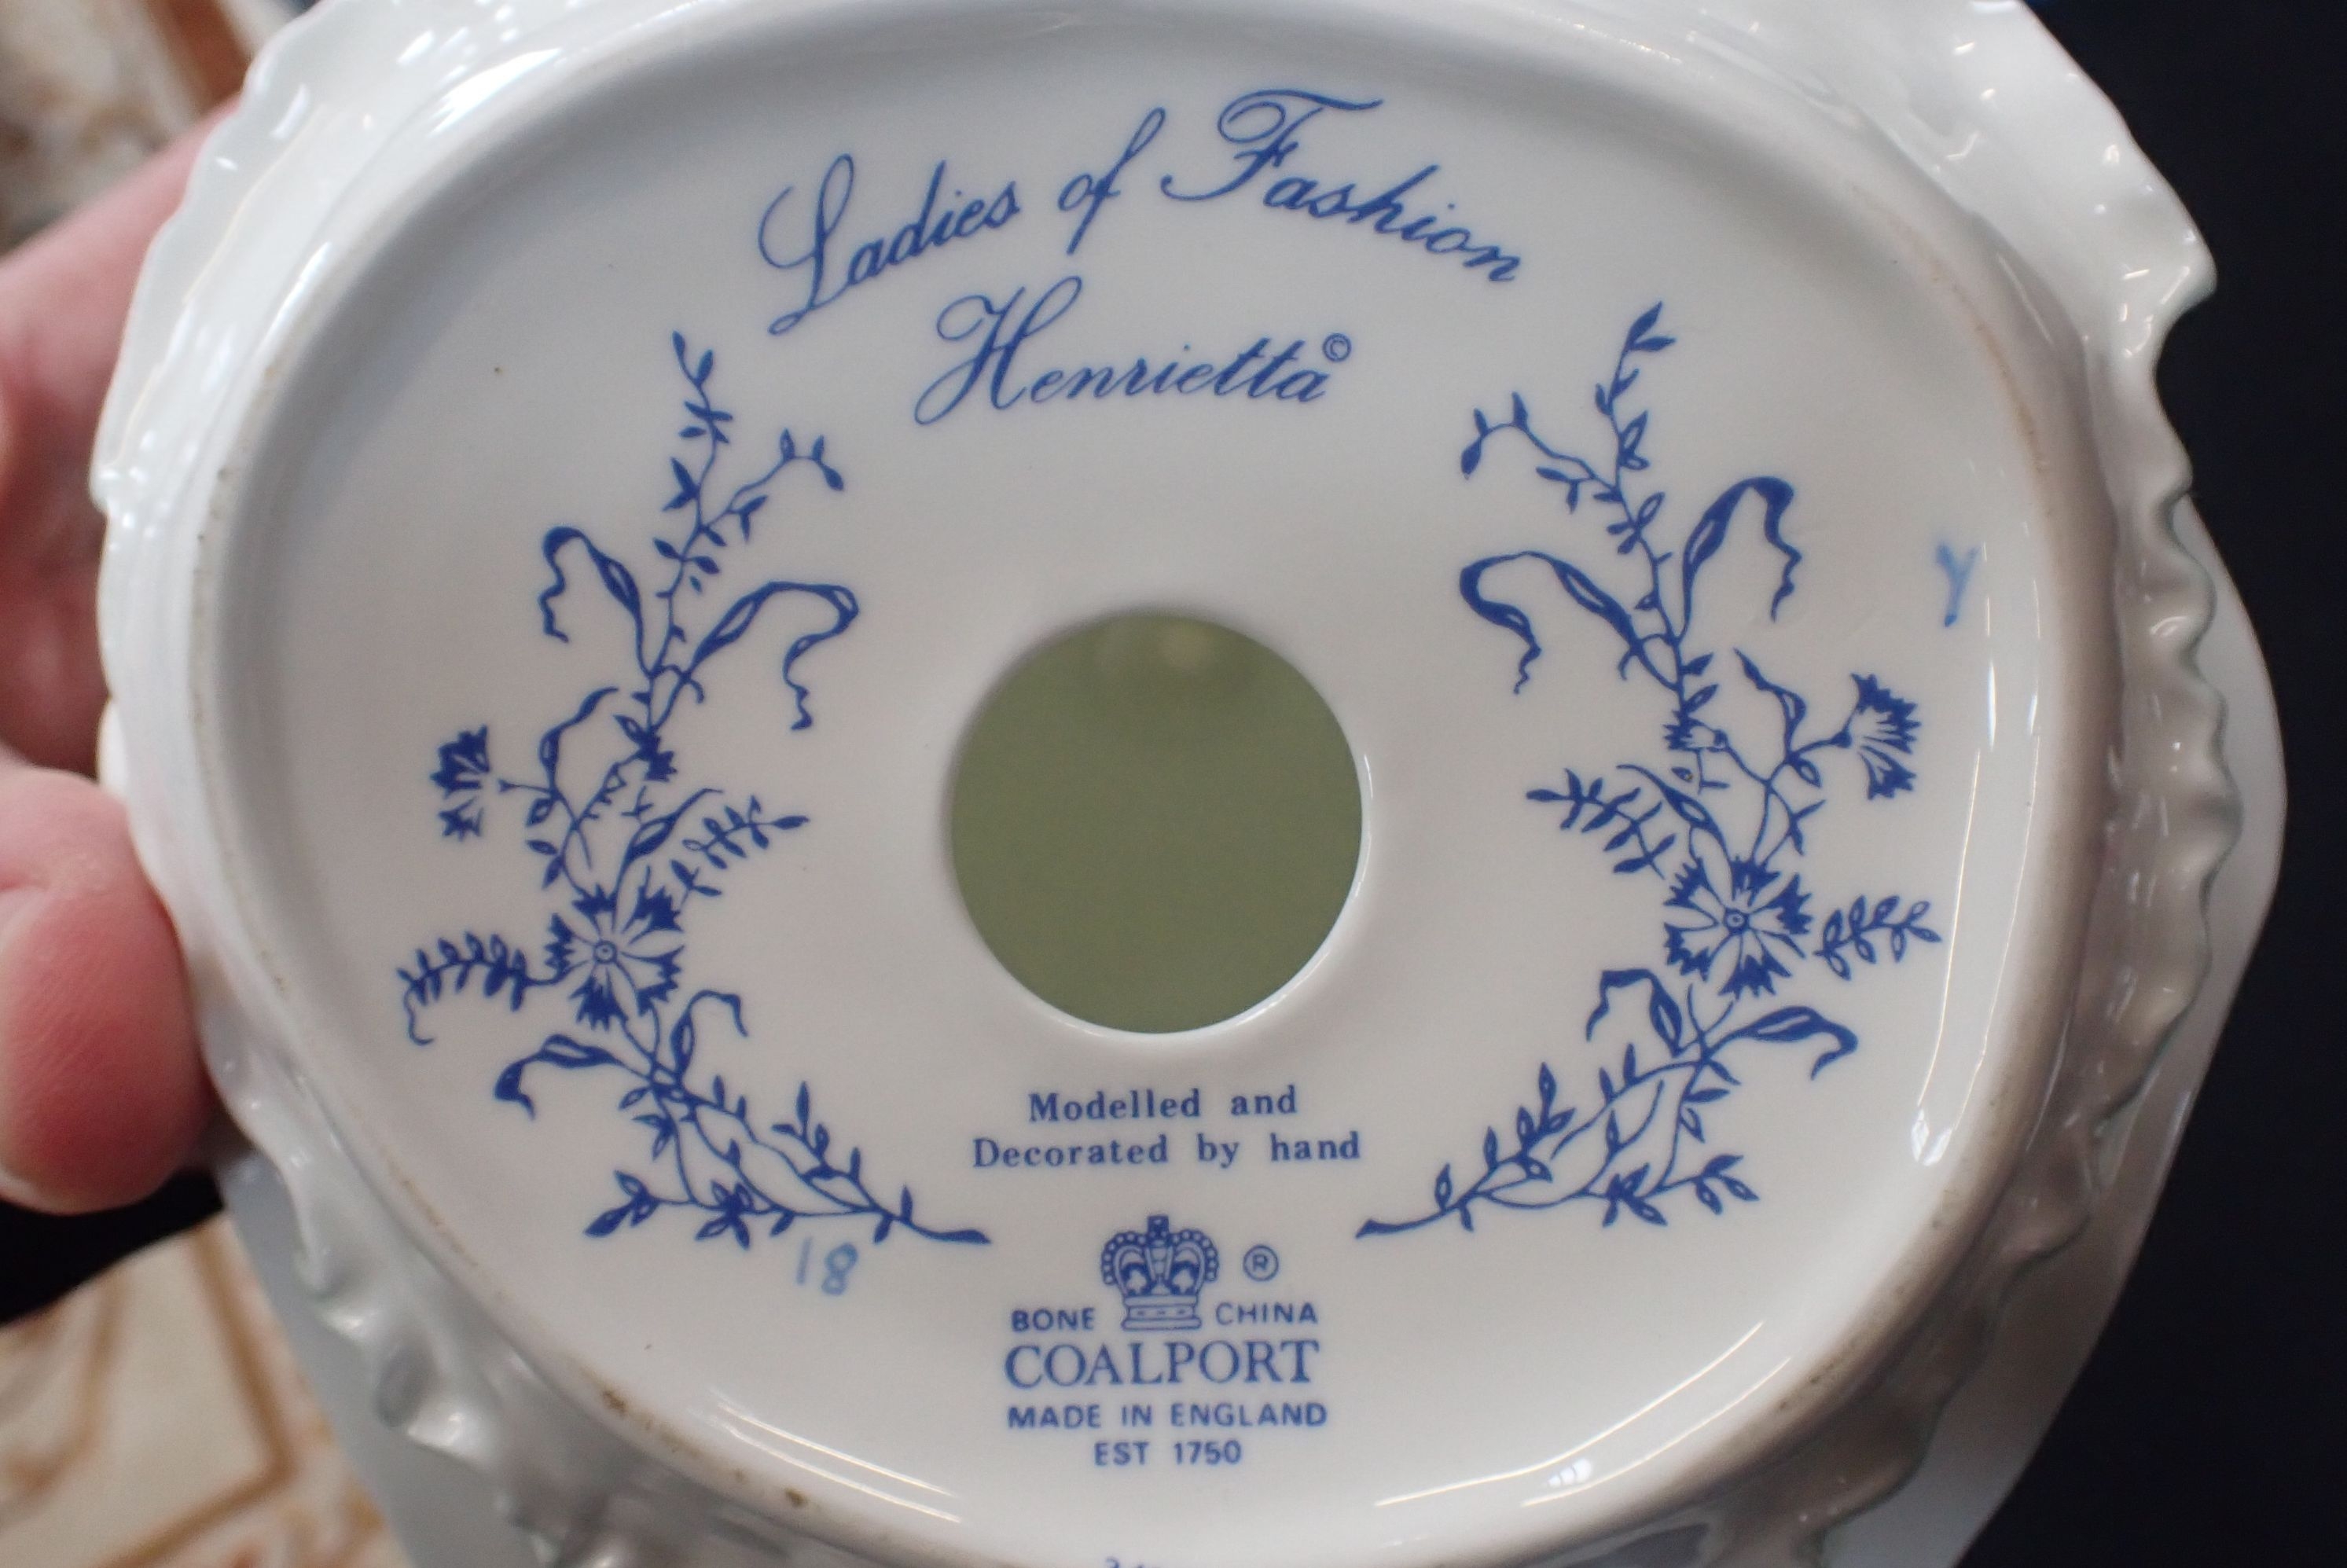 Ladies of Fashion
Henrietta©
Y
Modelled and
Decorated by hand
18
®
BONE CHINA
COALPORT
MADE IN ENGLAND
EST 1750